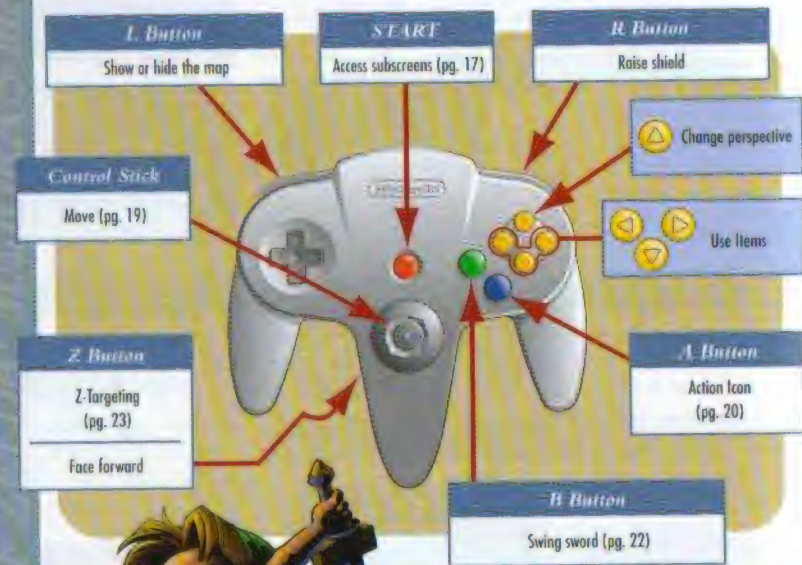 L Button
Show or hide the map
START
Access subscreens (pg. 17)
R Button
Raise shield
Change perspective
Control Stick
Move (pg. 19)
Use Items
Z Button
Z-Targeting
(pg. 23)
Face forward
A Button
Action Icon
(pg. 20)
B Button
Swing sword (pg. 22)